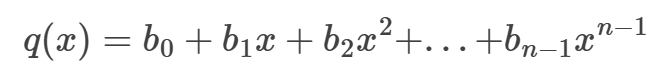 q(x) = b₀ + b₁x + b₂x² + ... + bₙ₋₁xⁿ⁻¹